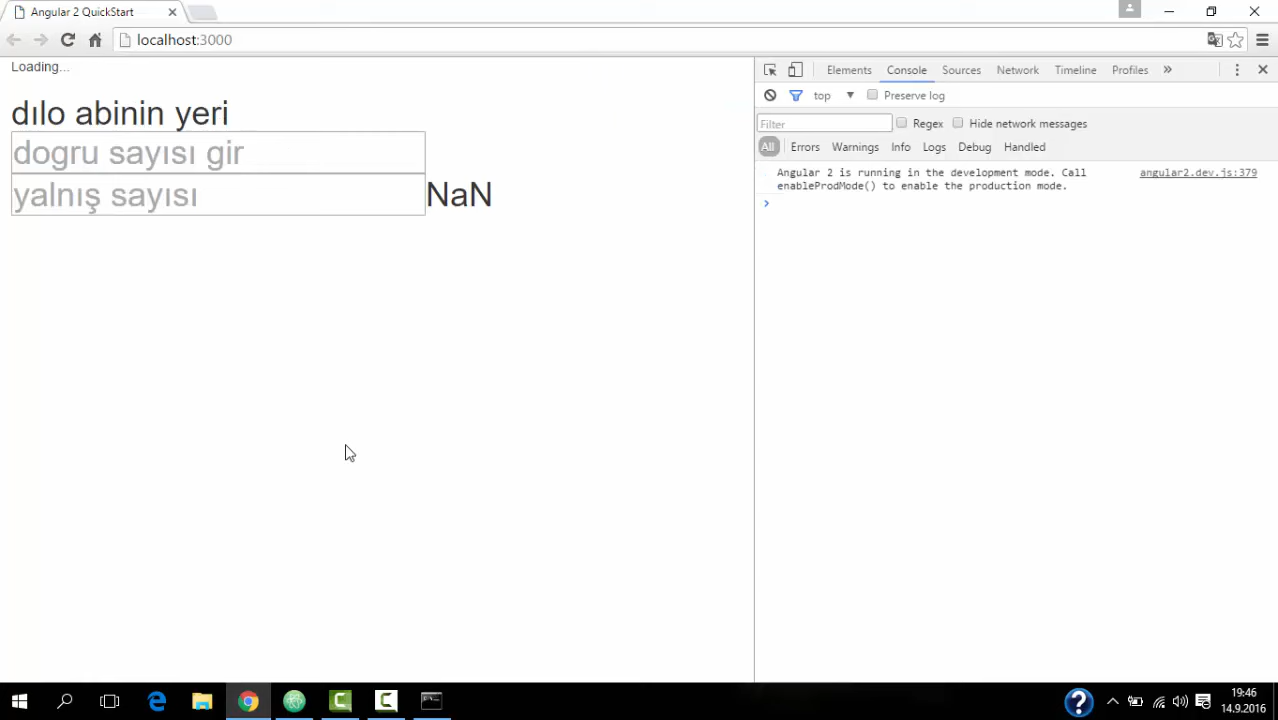 Angular 2 QuickStart
localhost:3000
Loading...
dılo abinin yeri
dogru sayısı gir
yalnış sayısı
NaN
Elements Console Sources Network Timeline Profiles »
top Preserve log
Filter Regex Hide network messages
All Errors Warnings Info Logs Debug Handled
Angular 2 is running in the development mode. Call angular2.dev.js:379
enableProdMode() to enable the production mode.
19:46
14.9.2016